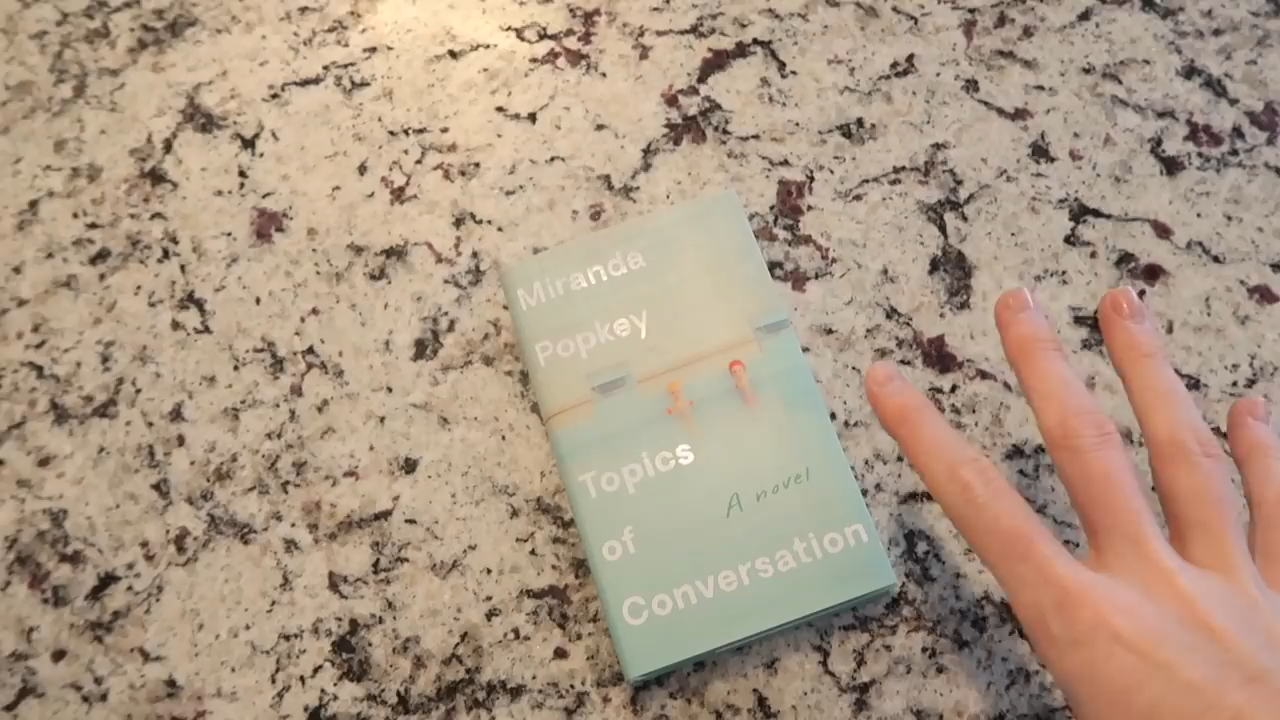 Miranda
Popkey
Topics
of
A novel
Conversation